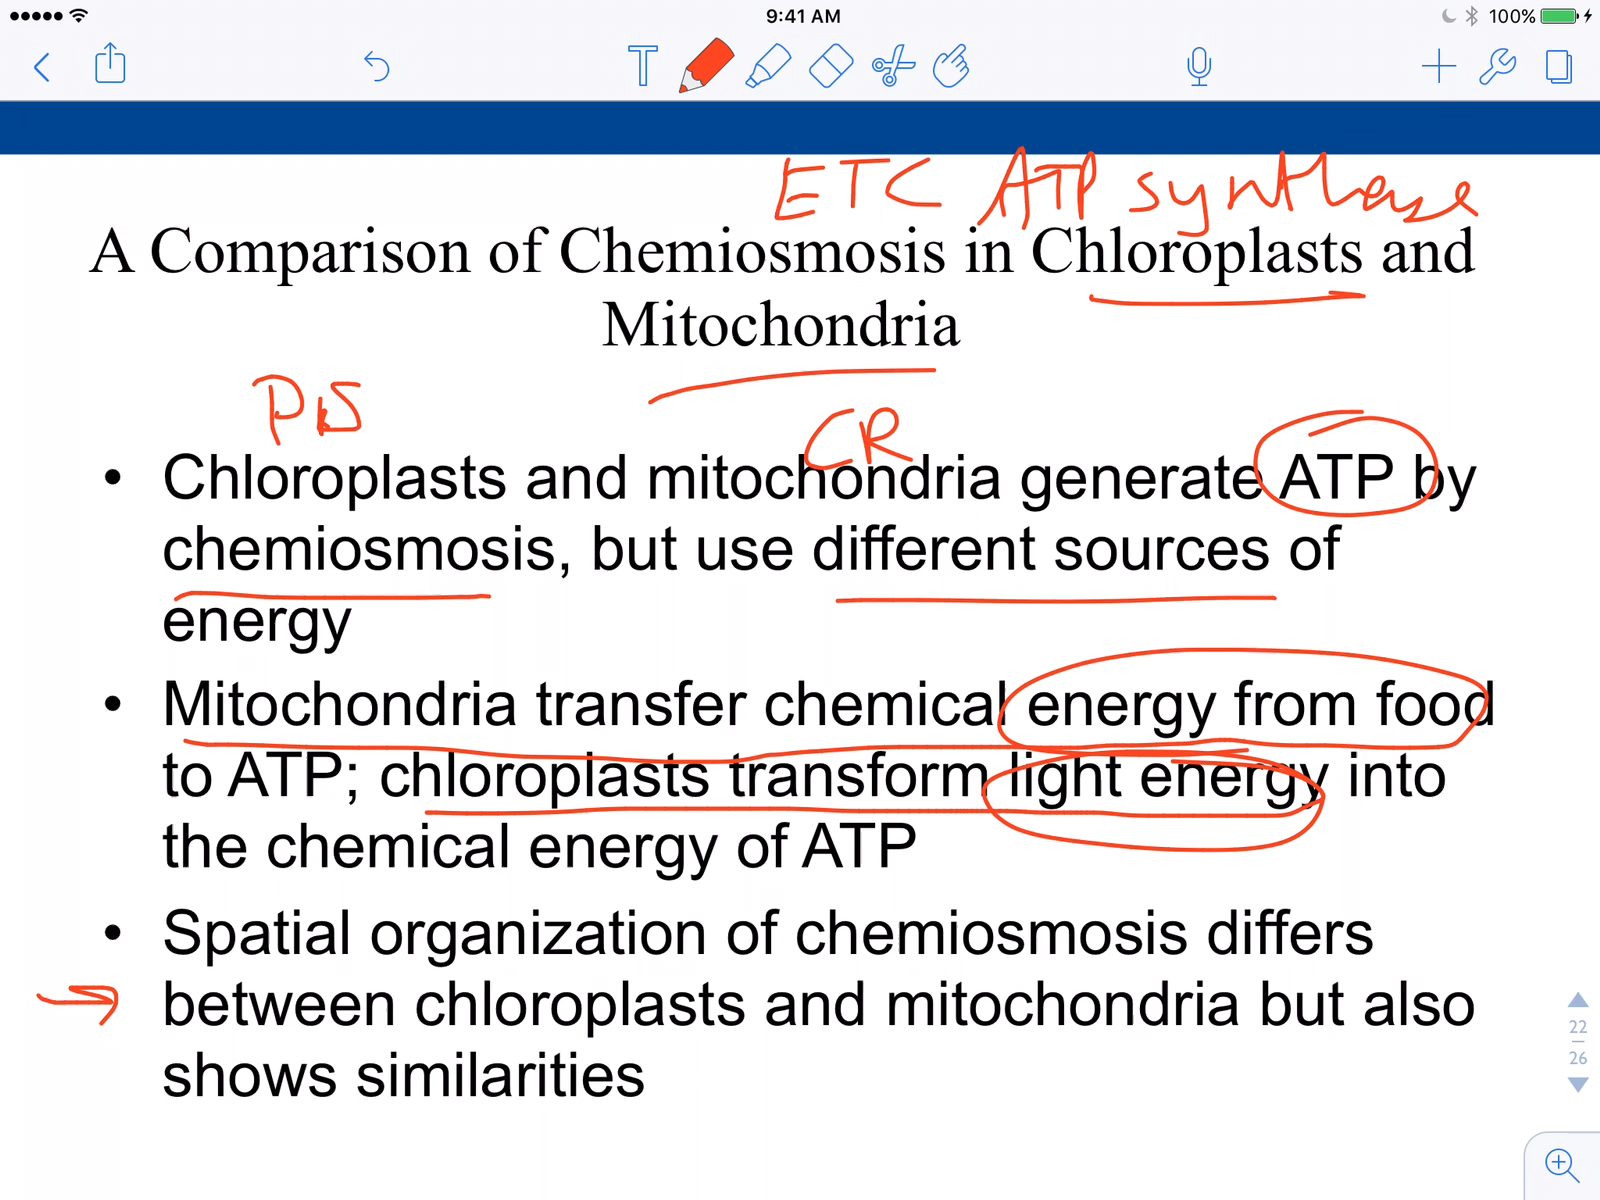 9:41 AM
100%
T
ETC ATP synthase
A Comparison of Chemiosmosis in Chloroplasts and
Mitochondria
PS
CR
• Chloroplasts and mitochondria generate ATP by
chemiosmosis, but use different sources of
energy
• Mitochondria transfer chemical energy from food
to ATP; chloroplasts transform light energy into
the chemical energy of ATP
• Spatial organization of chemiosmosis differs
between chloroplasts and mitochondria but also
shows similarities
22
26